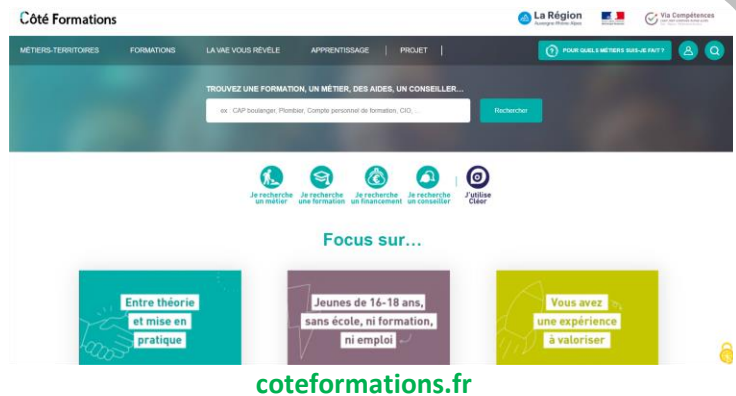 Côté Formations
La Région
Auvergne-Rhône-Alpes
Via Compétences
MÉTIERS-TERRITOIRES FORMATIONS LA VAE VOUS RÉVÈLE APPRENTISSAGE PROJET POUR QUELS MÉTIERS SUIS-JE FAIT ?
TROUVEZ UNE FORMATION, UN MÉTIER, DES AIDES, UN CONSEILLER...
ex : CAP boulanger, Plombier, Compte personnel de formation, CIO, ... Rechercher
Je recherche un métier
Je recherche une formation
Je recherche un financement
Je recherche un conseiller
J'utilise Cléor
Focus sur...
Entre théorie
et mise en
pratique
Jeunes de 16-18 ans,
sans école, ni formation,
ni emploi
Vous avez
une expérience
à valoriser
coteformations.fr